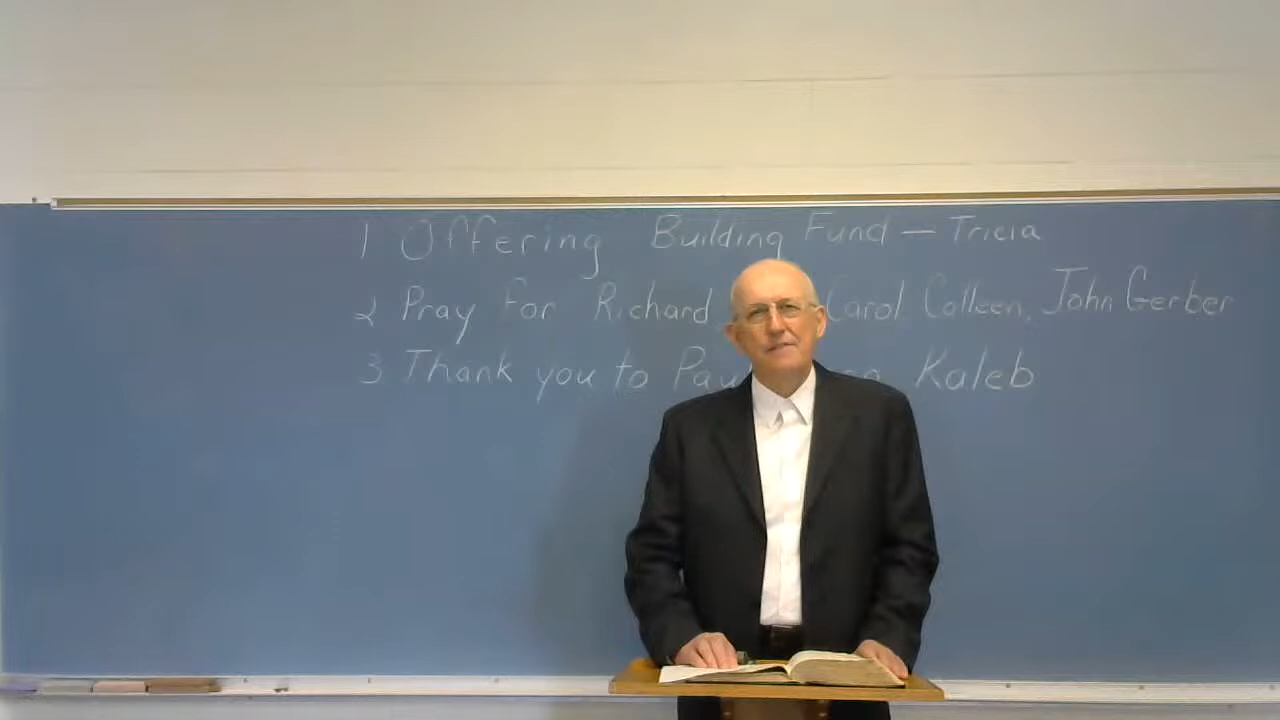 1 Offering Building Fund – Tricia
2 Pray For Richard Carol Colleen, John Gerber
3 Thank you to Kaleb